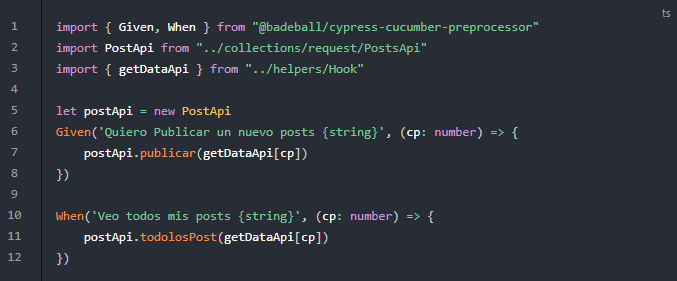 ts
1 import { Given, When } from "@badeball/cypress-cucumber-preprocessor"
2 import PostApi from "../collections/request/PostsApi"
3 import { getDataApi } from "../helpers/Hook"
4
5 let postApi = new PostApi
6 Given('Quiero Publicar un nuevo posts {string}', (cp: number) => {
7     postApi.publicar(getDataApi[cp])
8 })
9
10 When('Veo todos mis posts {string}', (cp: number) => {
11     postApi.todolosPost(getDataApi[cp])
12 })